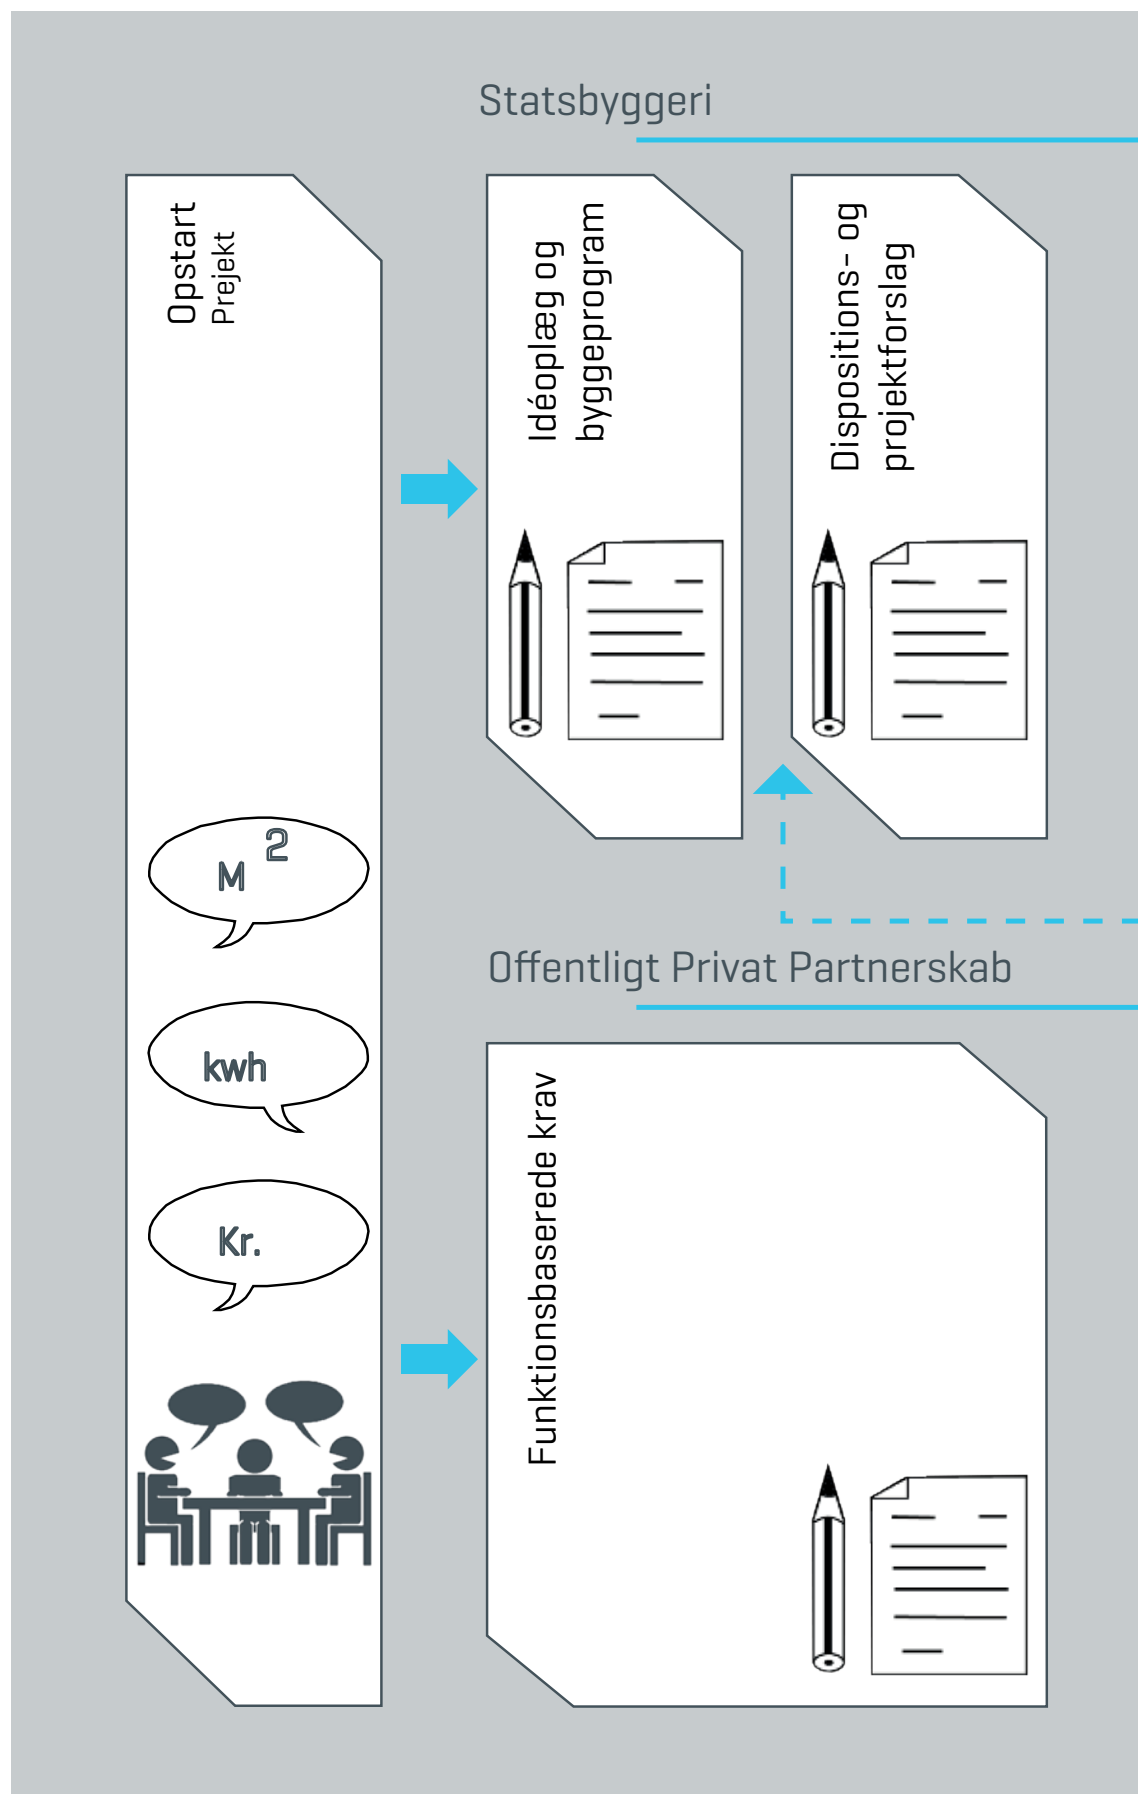 Statsbyggeri
Opstart
Prejekt
Idéoplæg og
byggeprogram
Dispositions- og
projektforslag
M 2
kwh
Kr.
Offentligt Privat Partnerskab
Funktionsbaserede krav